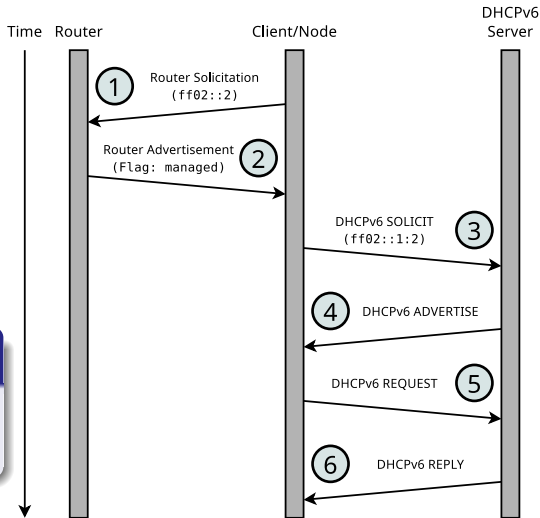 Time
Router
Client/Node
DHCPv6
Server
1
Router Solicitation
(ff02::2)
Router Advertisement
(Flag: managed)
2
DHCPv6 SOLICIT
(ff02::1:2)
3
4
DHCPv6 ADVERTISE
DHCPv6 REQUEST
5
6
DHCPv6 REPLY